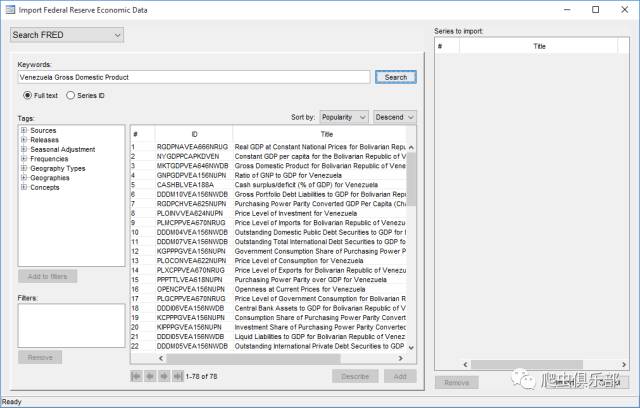 Import Federal Reserve Economic Data
Search FRED
Keywords:
Venezuela Gross Domestic Product
Search
Full text
Series ID
Tags:
Sources
Releases
Seasonal Adjustment
Frequencies
Geography Types
Geographies
Concepts
Add to filters
Filters:
Remove
Sort by: Popularity Descend
# ID Title
1 RGDPNAVEA666NRUG Real GDP at Constant National Prices for Bolivarian Repu
2 NYGDPPCAPKDVEN Constant GDP per capita for the Bolivarian Republic of V
3 MKTGDPVEA646NWDB Gross Domestic Product for Bolivarian Republic of Venezu
4 GNPGDPVEA156NUPN Ratio of GNP to GDP for Venezuela
5 CASHBLVEA188A Cash surplus/deficit (% of GDP) for Venezuela
6 DDDM10VEA156NWDB Gross Portfolio Debt Liabilities to GDP for Bolivarian Rep
7 RGDPCHVEA625NUPN Purchasing Power Parity Converted GDP Per Capita (Cha
8 PLOINVVEA624NUPN Price Level of Investment for Venezuela
9 PLMCPPVEA670NRUG Price Level of Imports for Bolivarian Republic of Venezu
10 DDDM04VEA156NWDB Outstanding Domestic Public Debt Securities to GDP for
11 DDDM07VEA156NWDB Outstanding Total International Debt Securities to GDP fo
12 KGPPPGVEA156NUPN Government Consumption Share of Purchasing Power P
13 PLOCONVEA622NUPN Price Level of Consumption for Venezuela
14 PLXCPPVEA670NRUG Price Level of Exports for Bolivarian Republic of Venezue
15 PPPTTLVEA618NUPN Purchasing Power Parity over GDP for Venezuela
16 OPENCPVEA156NUPN Openness at Current Prices for Venezuela
17 PLGCPPVEA670NRUG Price Level of Government Consumption for Bolivarian R
18 DDDI06VEA156NWDB Central Bank Assets to GDP for Bolivarian Republic of V
19 KCPPPGVEA156NUPN Consumption Share of Purchasing Power Parity Converted
20 KIPPPGVEA156NUPN Investment Share of Purchasing Power Parity Converted
21 DDDI05VEA156NWDB Liquid Liabilities to GDP for Bolivarian Republic of Vene
22 DDDM05VEA156NWDB Outstanding International Private Debt Securities to GDP
1-78 of 78
Describe
Add
Series to import:
# Title
Remove
爬虫俱乐部
Ready